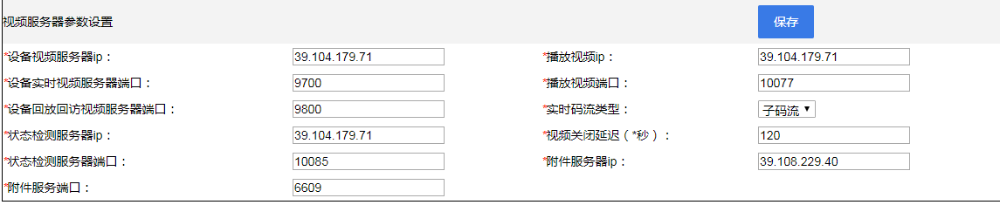 视频服务器参数设置 保存
*设备视频服务器ip： 39.104.179.71 *播放视频ip： 39.104.179.71
*设备实时视频服务器端口： 9700 *播放视频端口： 10077
*设备回放回访视频服务器端口： 9800 *实时码流类型： 子码流
*状态检测服务器ip： 39.104.179.71 *视频关闭延迟（*秒）： 120
*状态检测服务器端口： 10085 *附件服务器ip： 39.108.229.40
*附件服务端口： 6609